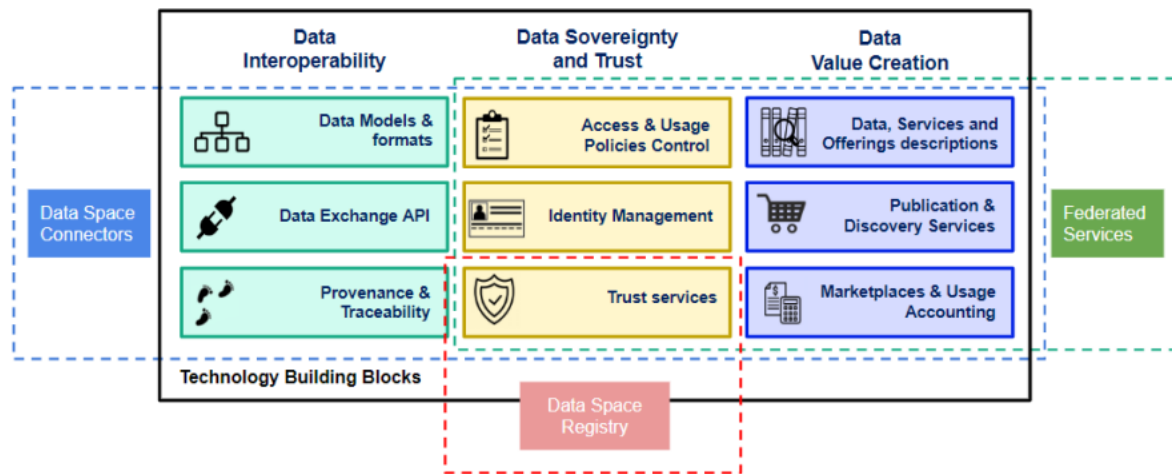 Data
Interoperability
Data Sovereignty
and Trust
Data
Value Creation
Data Models &
formats
Access & Usage
Policies Control
Data, Services and
Offerings descriptions
Data Space
Connectors
Data Exchange API
Identity Management
Publication &
Discovery Services
Federated
Services
Provenance &
Traceability
Trust services
Marketplaces & Usage
Accounting
Technology Building Blocks
Data Space
Registry